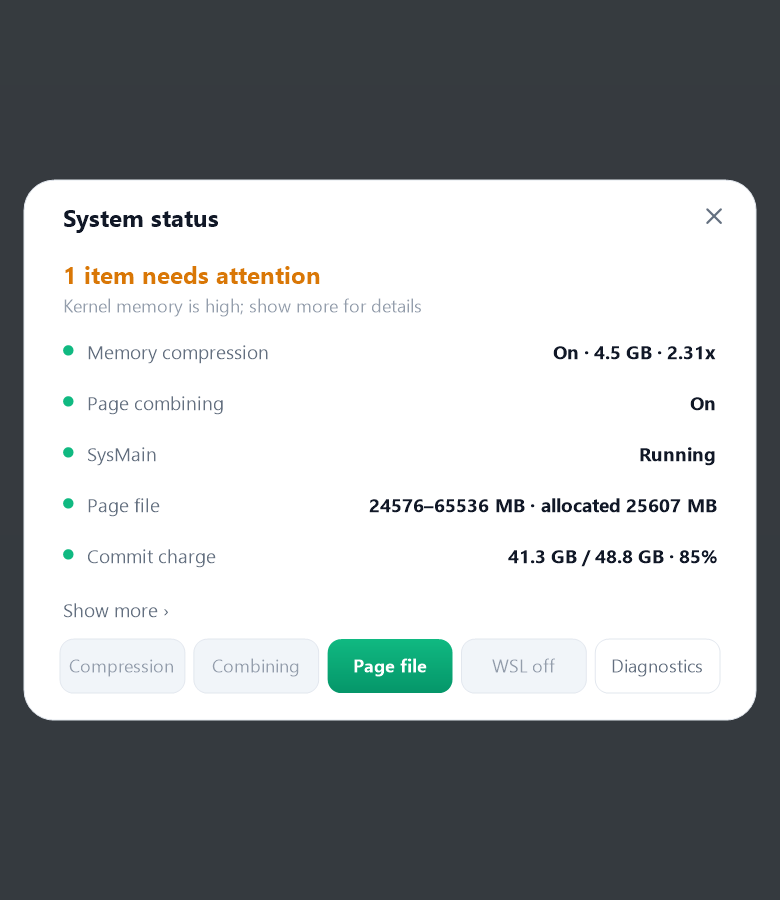 System status
1 item needs attention
Kernel memory is high; show more for details
Memory compression On · 4.5 GB · 2.31x
Page combining On
SysMain Running
Page file 24576–65536 MB · allocated 25607 MB
Commit charge 41.3 GB / 48.8 GB · 85%
Show more ›
Compression Combining Page file WSL off Diagnostics